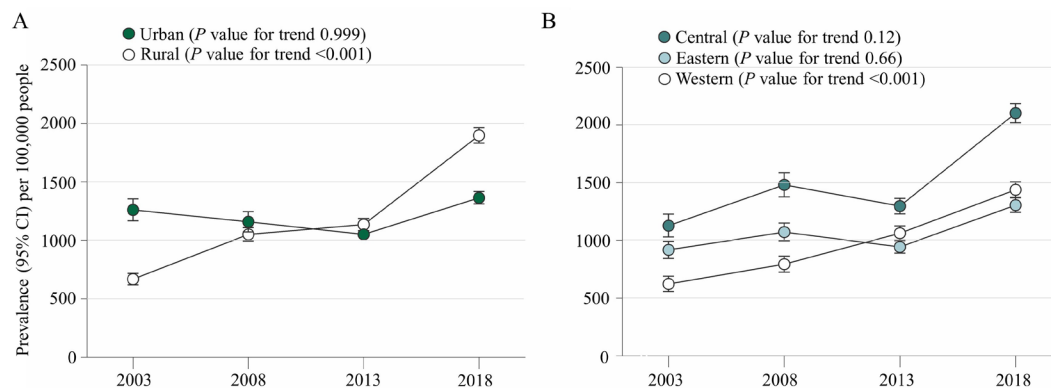 A
Urban (P value for trend 0.999)
Rural (P value for trend <0.001)
Prevalence (95% CI) per 100,000 people
2500
2000
1500
1000
500
0
2003 2008 2013 2018
B
Central (P value for trend 0.12)
Eastern (P value for trend 0.66)
Western (P value for trend <0.001)
2500
2000
1500
1000
500
0
2003 2008 2013 2018